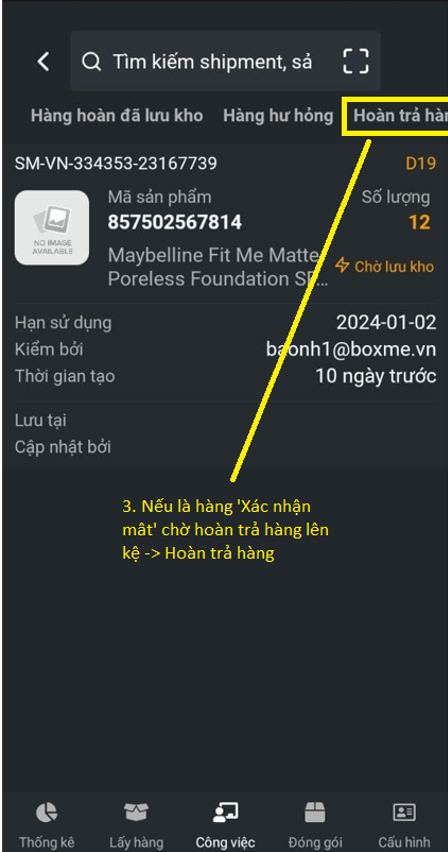 Tìm kiếm shipment, sả
Hàng hoàn đã lưu kho Hàng hư hỏng Hoàn trả hàn
SM-VN-334353-23167739 D19
Mã sản phẩm Số lượng
857502567814 12
Maybelline Fit Me Matte
Poreless Foundation SP... Chờ lưu kho
NO IMAGE
AVAILABLE
Hạn sử dụng 2024-01-02
Kiểm bởi baonh1@boxme.vn
Thời gian tạo 10 ngày trước
Lưu tại
Cập nhật bởi
3. Nếu là hàng 'Xác nhận
mât' chờ hoàn trả hàng lên
kệ -> Hoàn trả hàng
Thống kê Lấy hàng Công việc Đóng gói Cấu hình